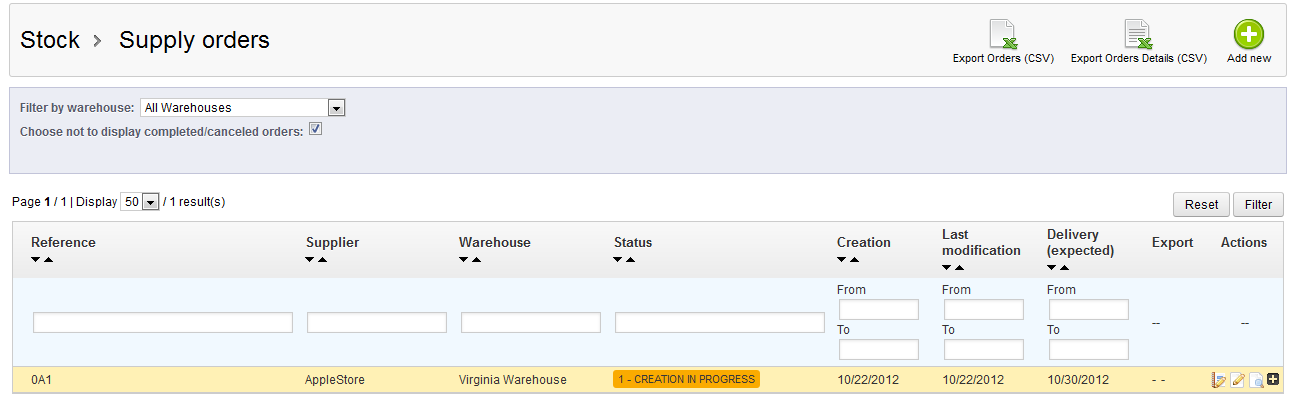 Stock > Supply orders
Export Orders (CSV) Export Orders Details (CSV) Add new
Filter by warehouse: All Warehouses
Choose not to display completed/canceled orders:
Page 1 / 1 | Display 50 / 1 result(s) Reset Filter
Reference Supplier Warehouse Status Creation Last modification Delivery (expected) Export Actions
From From From
-- --
To To To
0A1 AppleStore Virginia Warehouse 1 - CREATION IN PROGRESS 10/22/2012 10/22/2012 10/30/2012 - -